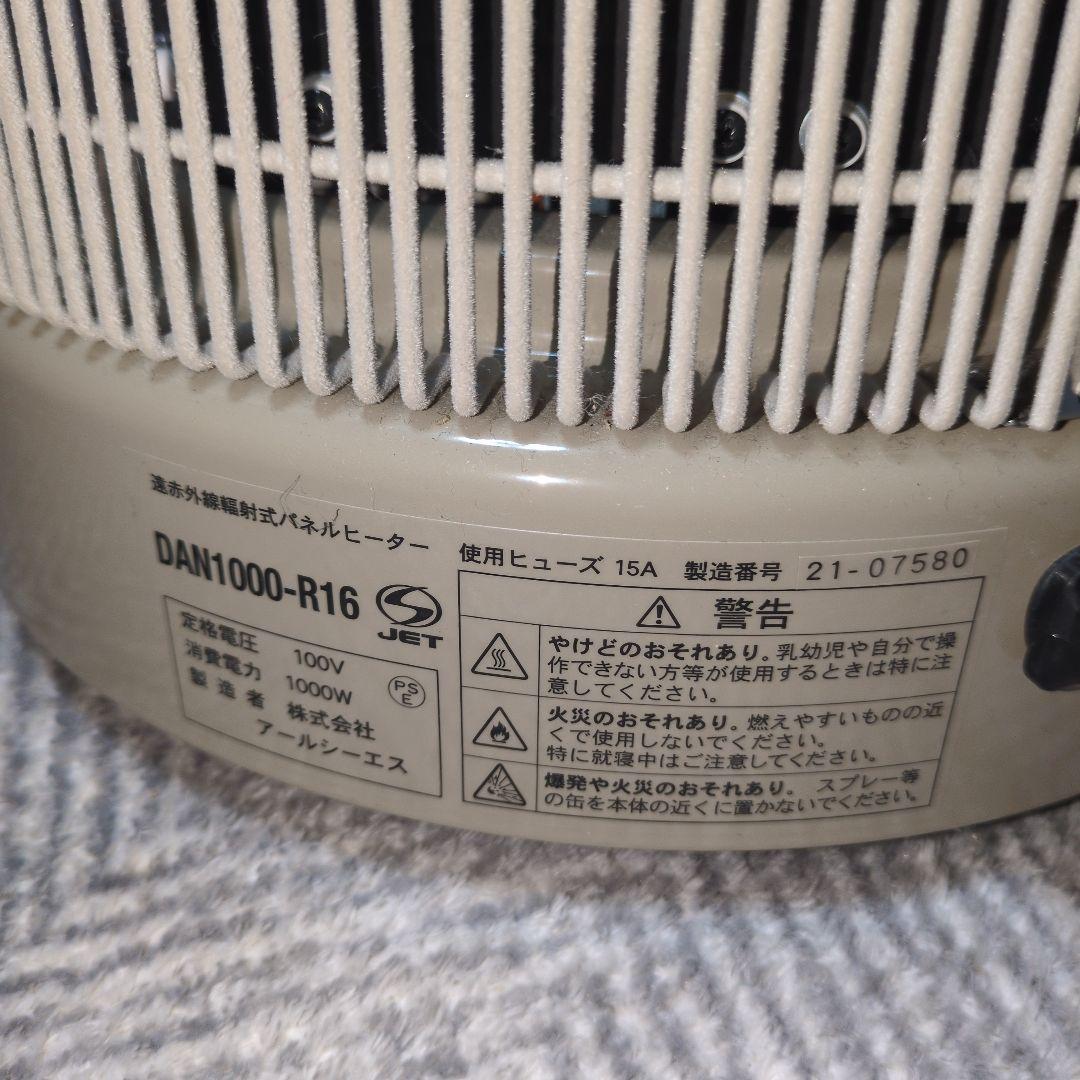 遠赤外線輻射式パネルヒーター
DAN1000-R16
JET
定格電圧 100V
消費電力 1000W
製造者 株式会社
アールシーエス
PS
E
使用ヒューズ 15A 製造番号 21-07580
警告
やけどのおそれあり。乳幼児や自分で操
作できない方等が使用するときは特に注
意してください。
火災のおそれあり。燃えやすいものの近
くで使用しないでください。
特に就寝中はご注意してください。
爆発や火災のおそれあり。 スプレー等
の缶を本体の近くに置かないでください。